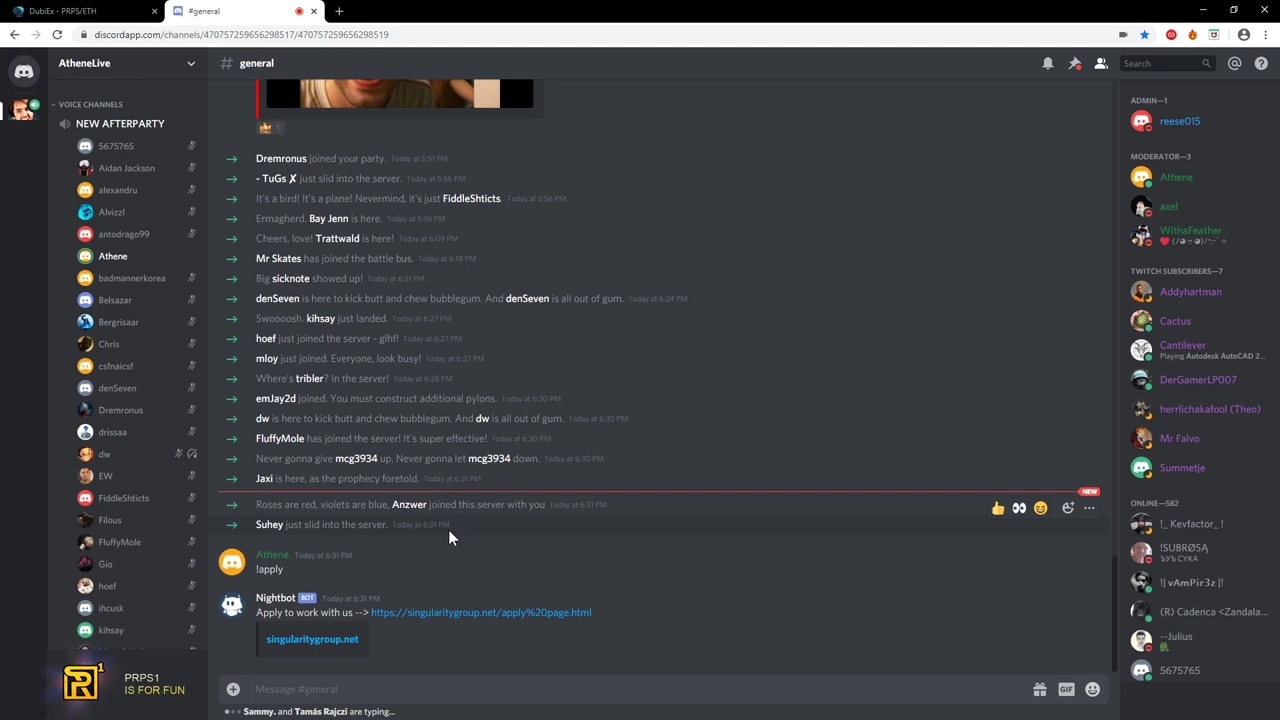 DubiEx - PRPS/ETH
#general
discordapp.com/channels/470757259656298517/470757259656298519
AtheneLive
general
Search
VOICE CHANNELS
NEW AFTERPARTY
5675765
Aidan Jackson
alexandru
Alvizzl
antodrago99
Athene
badmannerkorea
Belsazar
Bergrisaar
Chris
csfnaicsf
denSeven
Dremronus
drissaa
dw
EW
FiddleShticts
Filous
FluffyMole
Gio
hoef
ihcusk
kihsay
PRPS1
IS FOR FUN
1
Dremronus joined your party. Today at 5:51 PM
- TuGs ✗ just slid into the server. Today at 5:56 PM
It's a bird! It's a plane! Nevermind, it's just FiddleShticts. Today at 5:56 PM
Ermagherd. Bay Jenn is here. Today at 5:56 PM
Cheers, love! Trattwald is here! Today at 6:09 PM
Mr Skates has joined the battle bus. Today at 6:18 PM
Big sicknote showed up! Today at 6:21 PM
denSeven is here to kick butt and chew bubblegum. And denSeven is all out of gum. Today at 6:24 PM
Swoooosh. kihsay just landed. Today at 6:27 PM
hoef just joined the server - glhf! Today at 6:27 PM
mloy just joined. Everyone, look busy! Today at 6:27 PM
Where's tribler? In the server! Today at 6:28 PM
emJay2d joined. You must construct additional pylons. Today at 6:30 PM
dw is here to kick butt and chew bubblegum. And dw is all out of gum. Today at 6:30 PM
FluffyMole has joined the server! It's super effective! Today at 6:30 PM
Never gonna give mcg3934 up. Never gonna let mcg3934 down. Today at 6:30 PM
Jaxi is here, as the prophecy foretold. Today at 6:31 PM
NEW
Roses are red, violets are blue, Anzwer joined this server with you Today at 6:31 PM
Suhey just slid into the server. Today at 6:31 PM
Athene Today at 6:31 PM
!apply
Nightbot BOT Today at 6:31 PM
Apply to work with us --> https://singularitygroup.net/apply%20page.html
singularitygroup.net
Message #general
GIF
Sammy. and Tamás Rajczi are typing...
ADMIN—1
reese015
MODERATOR—3
Athene
axel
WithaFeather
TWITCH SUBSCRIBERS—7
Addyhartman
Cactus
Cantilever
Playing Autodesk AutoCAD 2...
DerGamerLP007
herrlichakafool (Theo)
Mr Falvo
Summetje
ONLINE—582
!_ Kevfactor_ !
!SUBRØSA
ЪУЪ СУКА
!| vAmPir3z |!
(R) Cadenca <Zandala...
--Julius
5675765